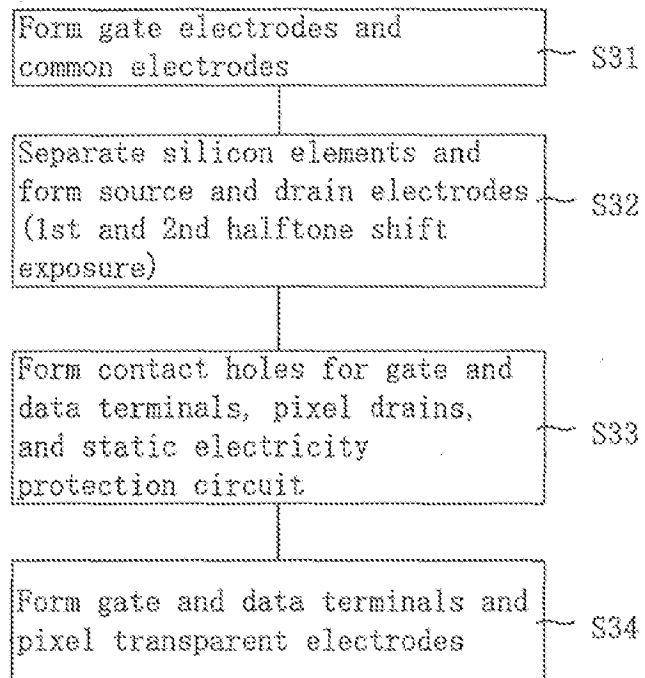 Form gate electrodes and
common electrodes
S31
Separate silicon elements and
form source and drain electrodes
(1st and 2nd halftone shift
exposure)
S32
Form contact holes for gate and
data terminals, pixel drains,
and static electricity
protection circuit
S33
Form gate and data terminals and
pixel transparent electrodes
S34